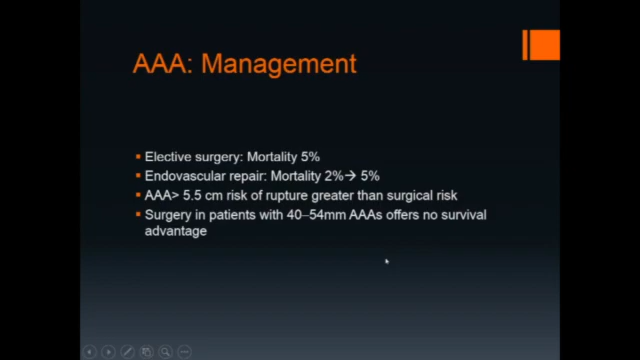 AAA: Management
Elective surgery: Mortality 5%
Endovascular repair: Mortality 2%→ 5%
AAA> 5.5 cm risk of rupture greater than surgical risk
Surgery in patients with 40–54mm AAAs offers no survival
advantage